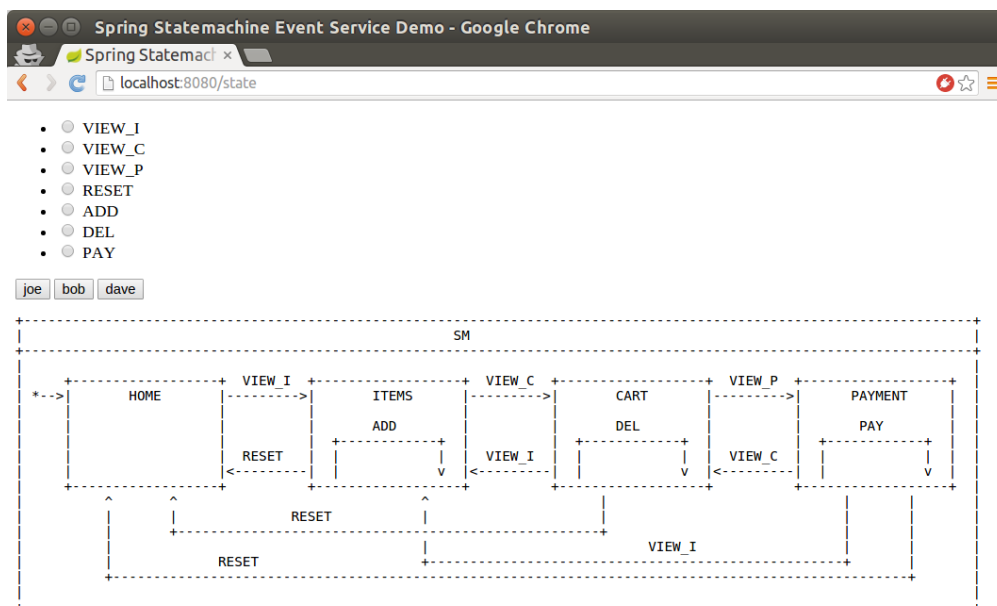 Spring Statemachine Event Service Demo - Google Chrome
Spring Statemach
localhost:8080/state
VIEW_I
VIEW_C
VIEW_P
RESET
ADD
DEL
PAY
joe bob dave
SM
VIEW_I VIEW_C VIEW_P
*--> HOME ITEMS CART PAYMENT
ADD DEL PAY
RESET VIEW_I VIEW_C
RESET
VIEW_I
RESET